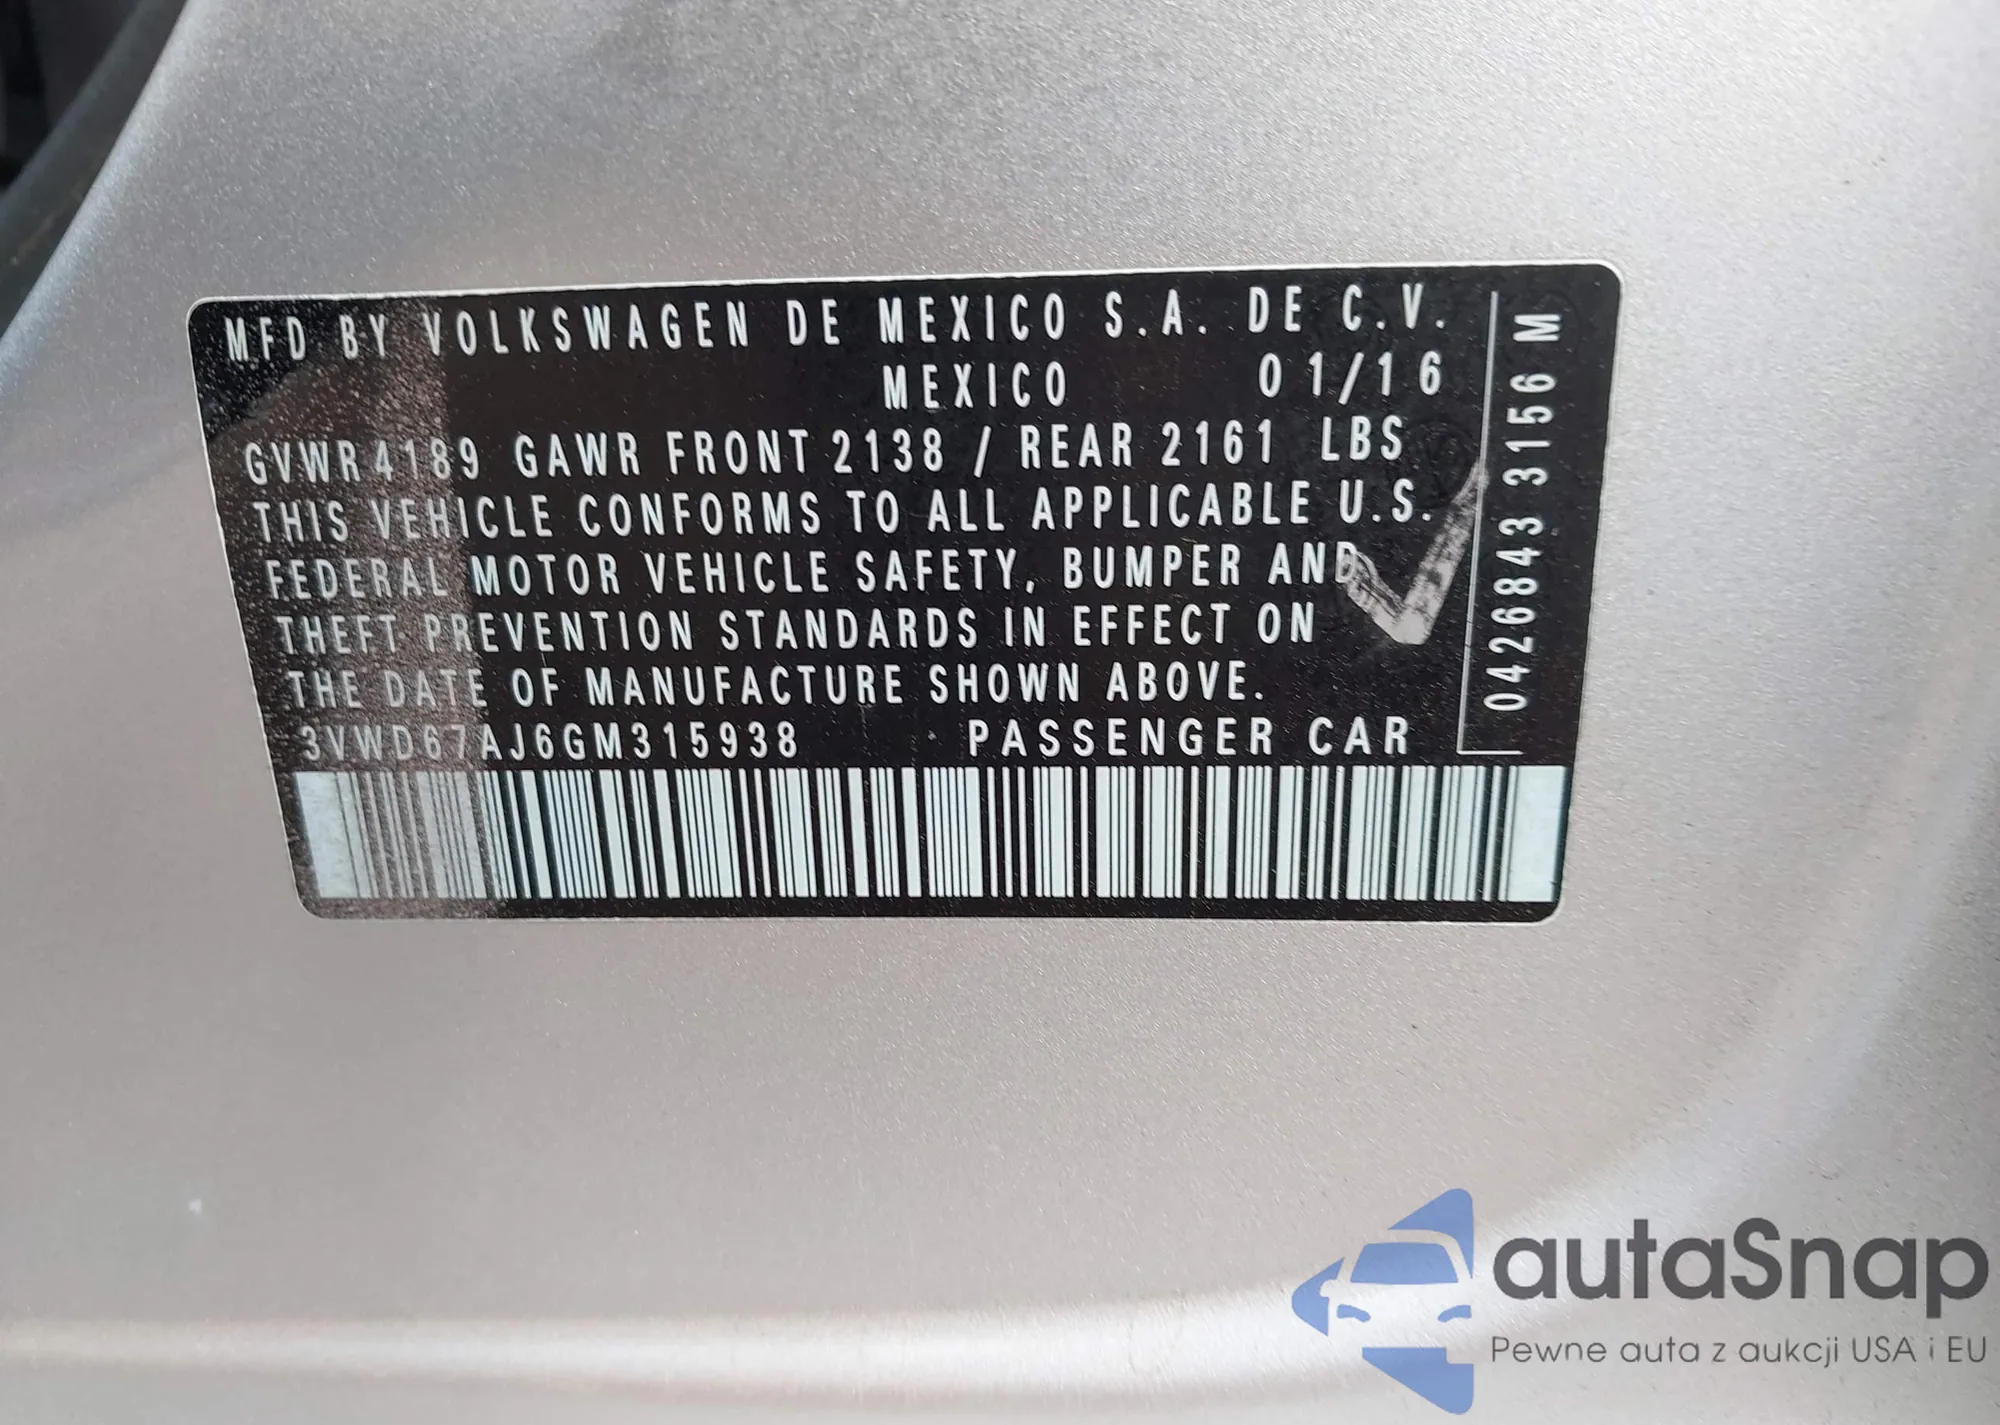 MFD BY VOLKSWAGEN DE MEXICO S.A. DE C.V.
MEXICO 01/16
GVWR 4189 GAWR FRONT 2138 / REAR 2161 LBS
THIS VEHICLE CONFORMS TO ALL APPLICABLE U.S.
FEDERAL MOTOR VEHICLE SAFETY, BUMPER AND
THEFT PREVENTION STANDARDS IN EFFECT ON
THE DATE OF MANUFACTURE SHOWN ABOVE.
3VWD67AJ6GM315938 PASSENGER CAR
0426843 3156 M
autaSnap
Pewne auta z aukcji USA i EU